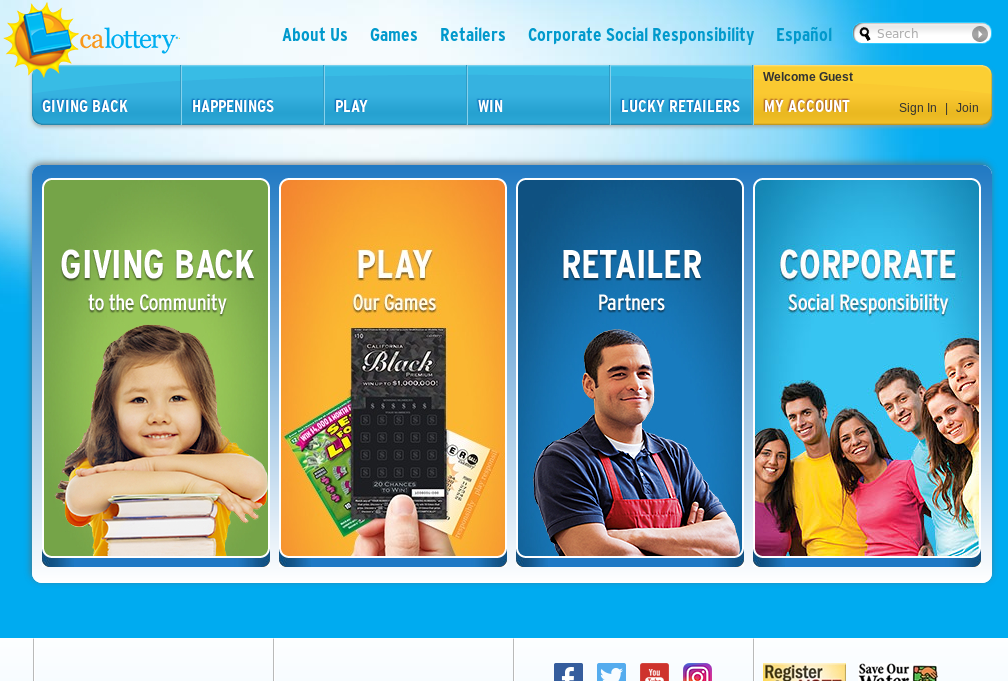 calottery
About Us Games Retailers Corporate Social Responsibility Español
Search
Welcome Guest
GIVING BACK HAPPENINGS PLAY WIN LUCKY RETAILERS MY ACCOUNT Sign In | Join
GIVING BACK
to the Community
PLAY
Our Games
RETAILER
Partners
CORPORATE
Social Responsibility
$10
CALIFORNIA
Black
PREMIUM
WIN UP TO $1,000,000!
20 CHANCES
TO WIN!
You
Register
Save Our
Water